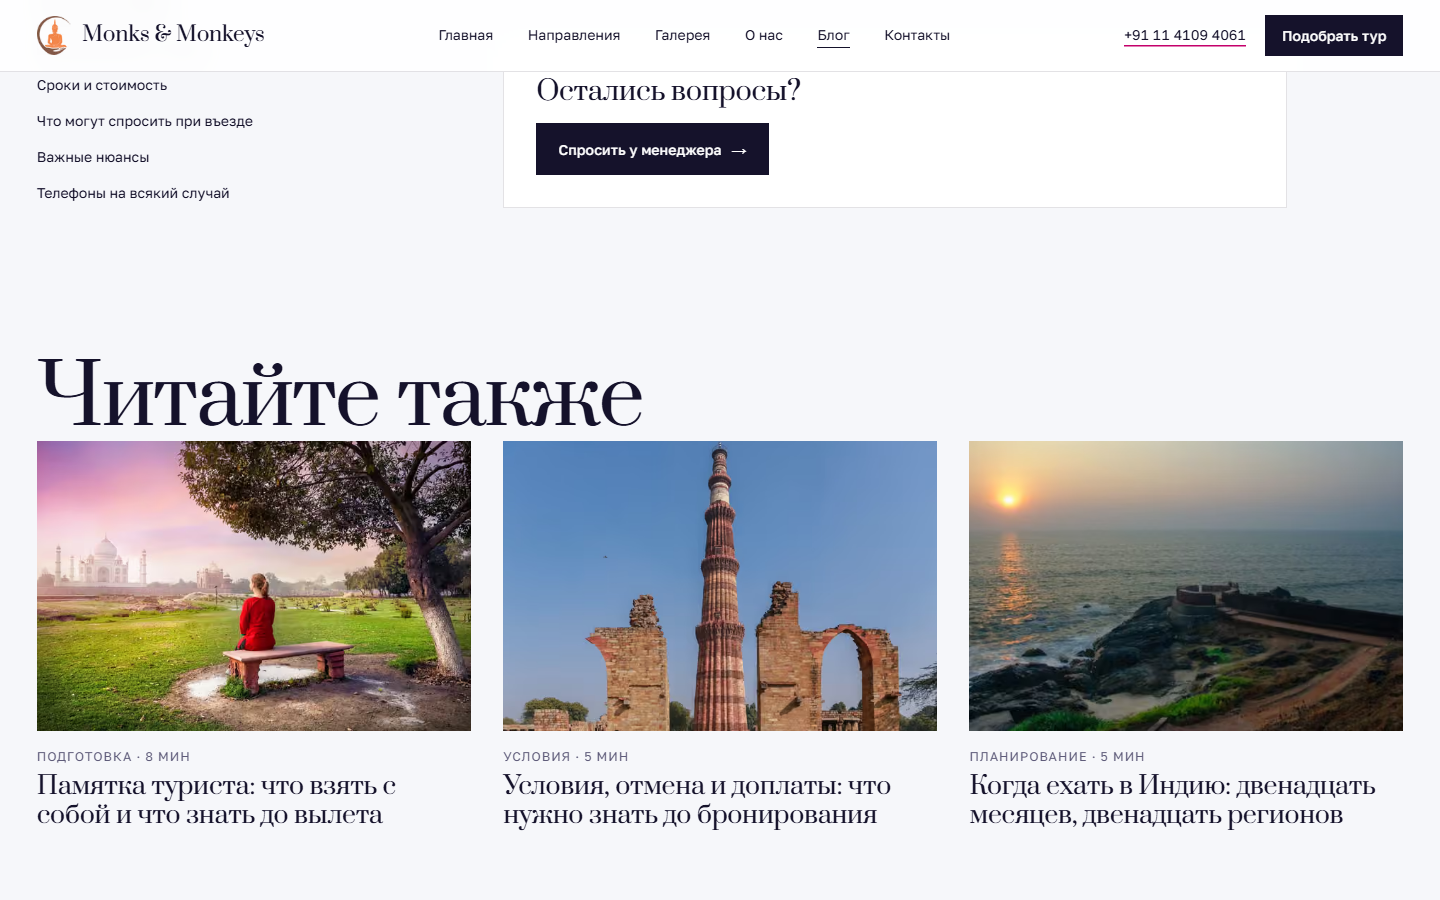 Monks & Monkeys
Главная
Направления
Галерея
О нас
Блог
Контакты
+91 11 4109 4061
Подобрать тур
Сроки и стоимость
Что могут спросить при въезде
Важные нюансы
Телефоны на всякий случай
Остались вопросы?
Спросить у менеджера →
Читайте также
ПОДГОТОВКА · 8 МИН
Памятка туриста: что взять с
собой и что знать до вылета
УСЛОВИЯ · 5 МИН
Условия, отмена и доплаты: что
нужно знать до бронирования
ПЛАНИРОВАНИЕ · 5 МИН
Когда ехать в Индию: двенадцать
месяцев, двенадцать регионов